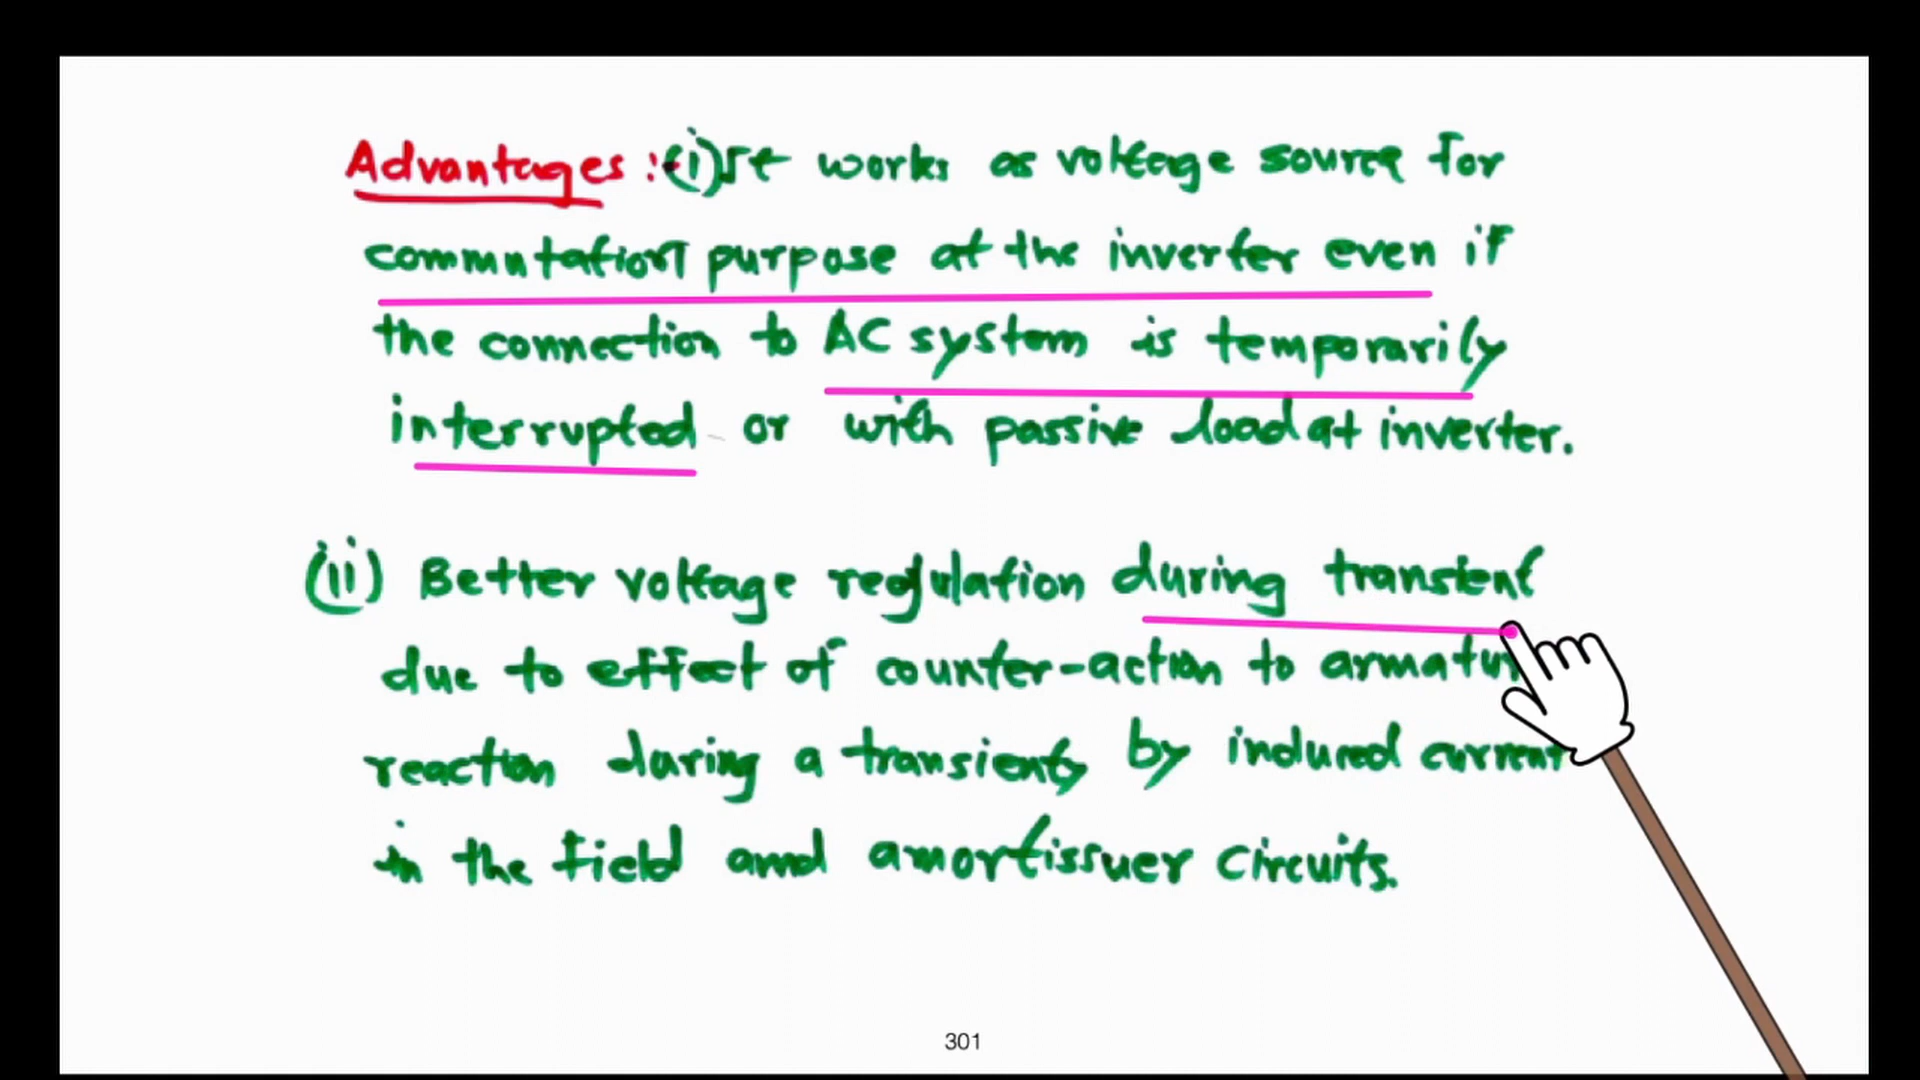 Advantages :- (i) It works as voltage source for
commutation purpose at the inverter even if
the connection to AC system is temporarily
interrupted or with passive load at inverter.
(ii) Better voltage regulation during transient
due to effect of counter-action to armatu
reaction during a transients by induced current
in the field and amortissuer circuits.
301